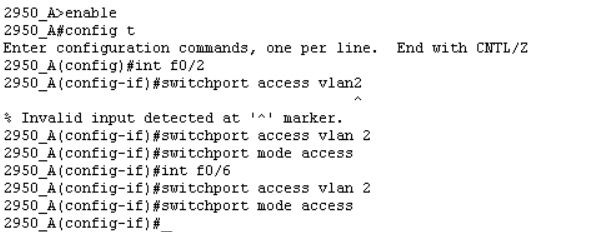 2950_A>enable
2950_A#config t
Enter configuration commands, one per line.  End with CNTL/Z
2950_A(config)#int f0/2
2950_A(config-if)#switchport access vlan2
                                        ^
% Invalid input detected at '^' marker.
2950_A(config-if)#switchport access vlan 2
2950_A(config-if)#switchport mode access
2950_A(config-if)#int f0/6
2950_A(config-if)#switchport access vlan 2
2950_A(config-if)#switchport mode access
2950_A(config-if)#_